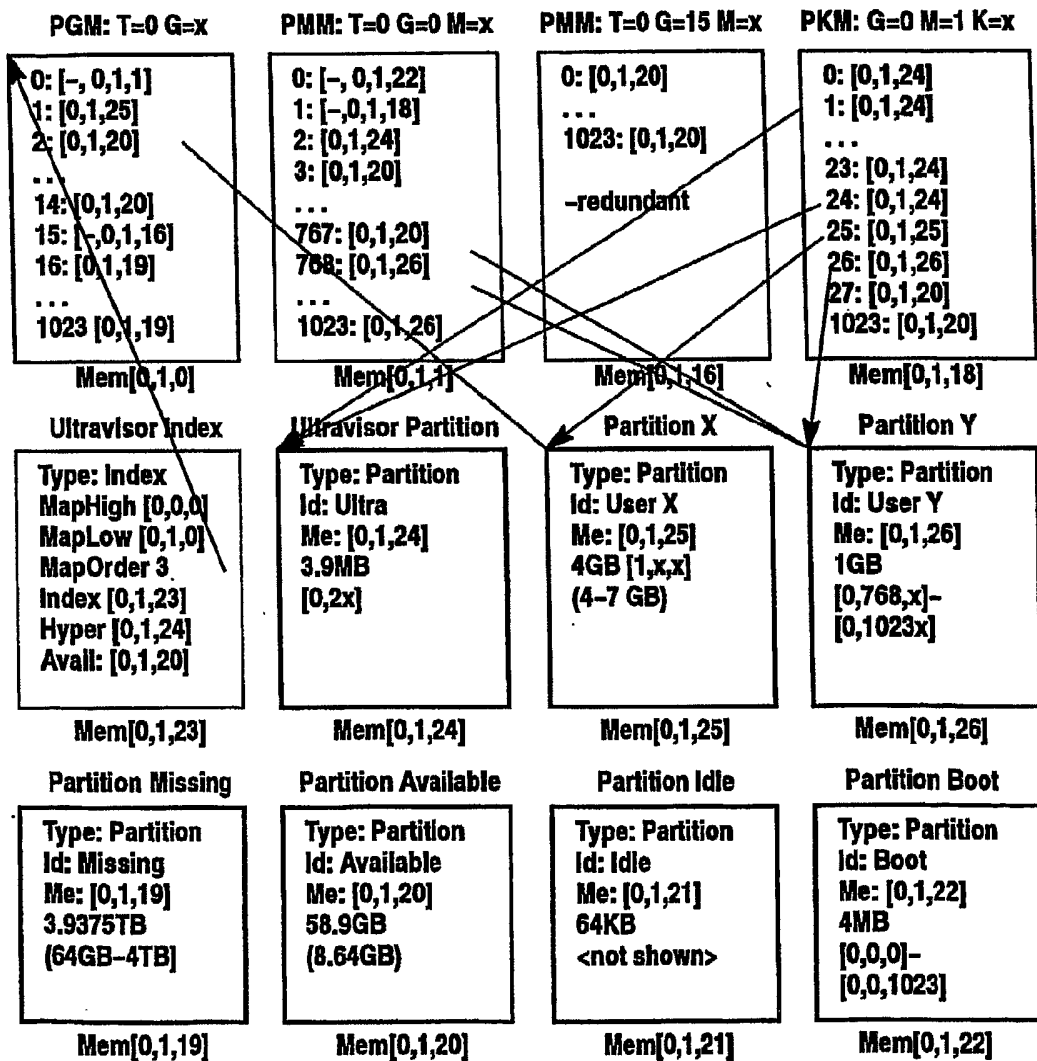 PGM: T=0 G=x
0: [–, 0,1,1]
1: [0,1,25]
2: [0,1,20]
...
14: [0,1,20]
15: [–,0,1,16]
16: [0,1,19]
...
1023 [0,1,19]
Mem[0,1,0]
PMM: T=0 G=0 M=x
0: [–, 0,1,22]
1: [–,0,1,18]
2: [0,1,24]
3: [0,1,20]
...
767: [0,1,20]
768: [0,1,26]
...
1023: [0,1,26]
Mem[0,1,1]
PMM: T=0 G=15 M=x
0: [0,1,20]
...
1023: [0,1,20]
–redundant
Mem[0,1,16]
PKM: G=0 M=1 K=x
0: [0,1,24]
1: [0,1,24]
...
23: [0,1,24]
24: [0,1,24]
25: [0,1,25]
26: [0,1,26]
27: [0,1,20]
1023: [0,1,20]
Mem[0,1,18]
Ultravisor Index
Type: Index
MapHigh [0,0,0]
MapLow [0,1,0]
MapOrder 3
Index [0,1,23]
Hyper [0,1,24]
Avail: [0,1,20]
Mem[0,1,23]
Ultravisor Partition
Type: Partition
Id: Ultra
Me: [0,1,24]
3.9MB
[0,2x]
Mem[0,1,24]
Partition X
Type: Partition
Id: User X
Me: [0,1,25]
4GB [1,x,x]
(4–7 GB)
Mem[0,1,25]
Partition Y
Type: Partition
Id: User Y
Me: [0,1,26]
1GB
[0,768,x]–
[0,1023x]
Mem[0,1,26]
Partition Missing
Type: Partition
Id: Missing
Me: [0,1,19]
3.9375TB
(64GB–4TB]
Mem[0,1,19]
Partition Available
Type: Partition
Id: Available
Me: [0,1,20]
58.9GB
(8.64GB)
Mem[0,1,20]
Partition Idle
Type: Partition
Id: Idle
Me: [0,1,21]
64KB
<not shown>
Mem[0,1,21]
Partition Boot
Type: Partition
Id: Boot
Me: [0,1,22]
4MB
[0,0,0]–
[0,0,1023]
Mem[0,1,22]